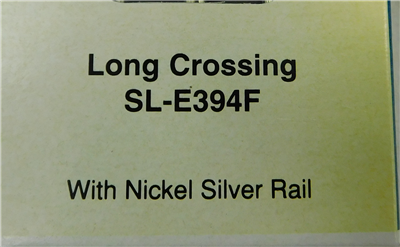 Long Crossing
SL-E394F
With Nickel Silver Rail